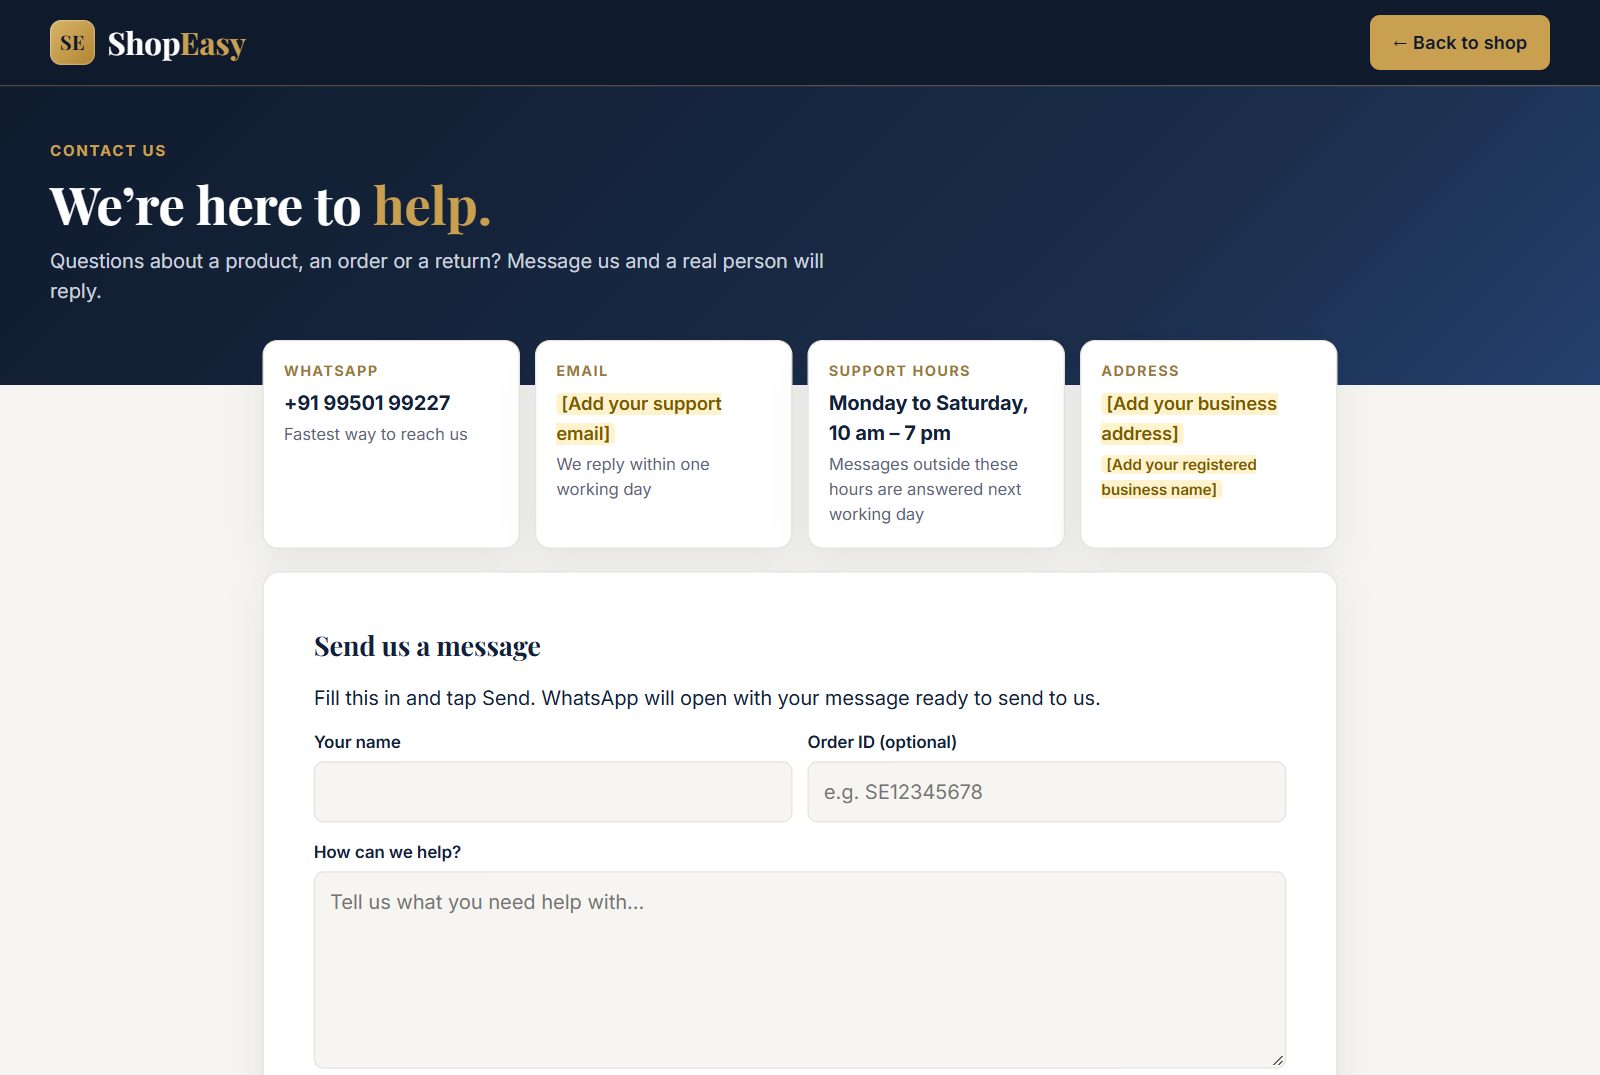 SE
ShopEasy
← Back to shop
CONTACT US
We’re here to help.
Questions about a product, an order or a return? Message us and a real person will
reply.
WHATSAPP
+91 99501 99227
Fastest way to reach us
EMAIL
[Add your support
email]
We reply within one
working day
SUPPORT HOURS
Monday to Saturday,
10 am – 7 pm
Messages outside these
hours are answered next
working day
ADDRESS
[Add your business
address]
[Add your registered
business name]
Send us a message
Fill this in and tap Send. WhatsApp will open with your message ready to send to us.
Your name
Order ID (optional)
e.g. SE12345678
How can we help?
Tell us what you need help with...